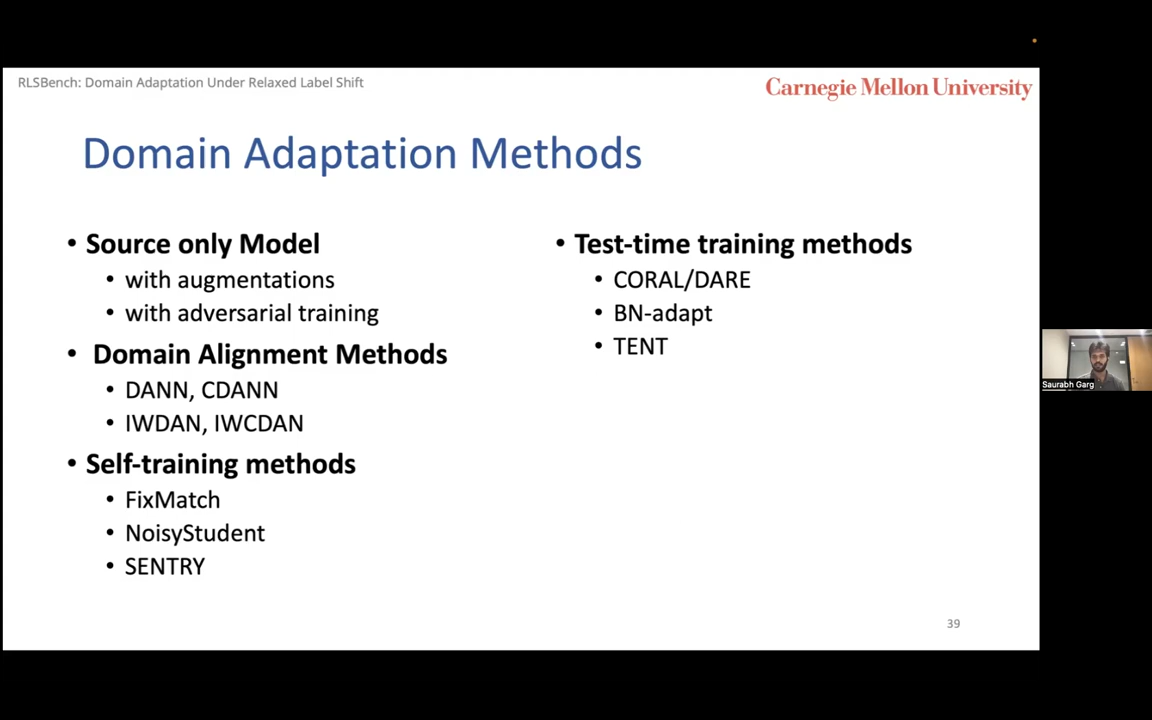 RLSBench: Domain Adaptation Under Relaxed Label Shift
Carnegie Mellon University
Domain Adaptation Methods
• Source only Model
• with augmentations
• with adversarial training
• Domain Alignment Methods
• DANN, CDANN
• IWDAN, IWCDAN
• Self-training methods
• FixMatch
• NoisyStudent
• SENTRY
• Test-time training methods
• CORAL/DARE
• BN-adapt
• TENT
Saurabh Garg
39